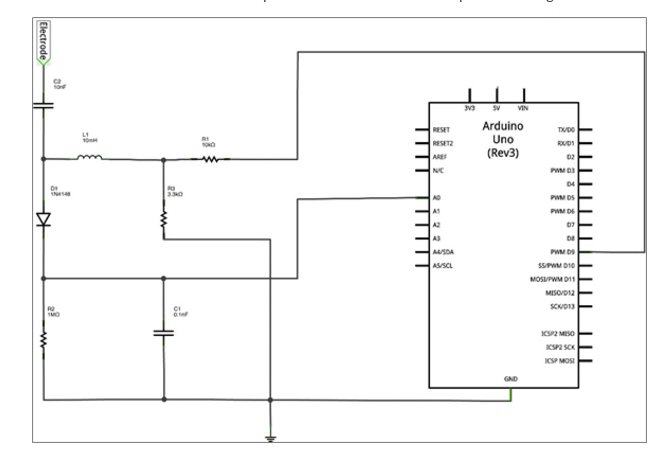 Electrode
C2
10nF
L1
10mH
R1
10kΩ
D1
1N4148
R3
3.3kΩ
R2
1MΩ
C1
0.1nF
3V3
5V
VIN
Arduino
Uno
(Rev3)
RESET
RESET2
AREF
N/C
A0
A1
A2
A3
A4/SDA
A5/SCL
TX/D0
RX/D1
D2
PWM D3
D4
PWM D5
PWM D6
D7
D8
PWM D9
SS/PWM D10
MOSI/PWM D11
MISO/D12
SCK/D13
ICSP2 MISO
ICSP2 SCK
ICSP MOSI
GND